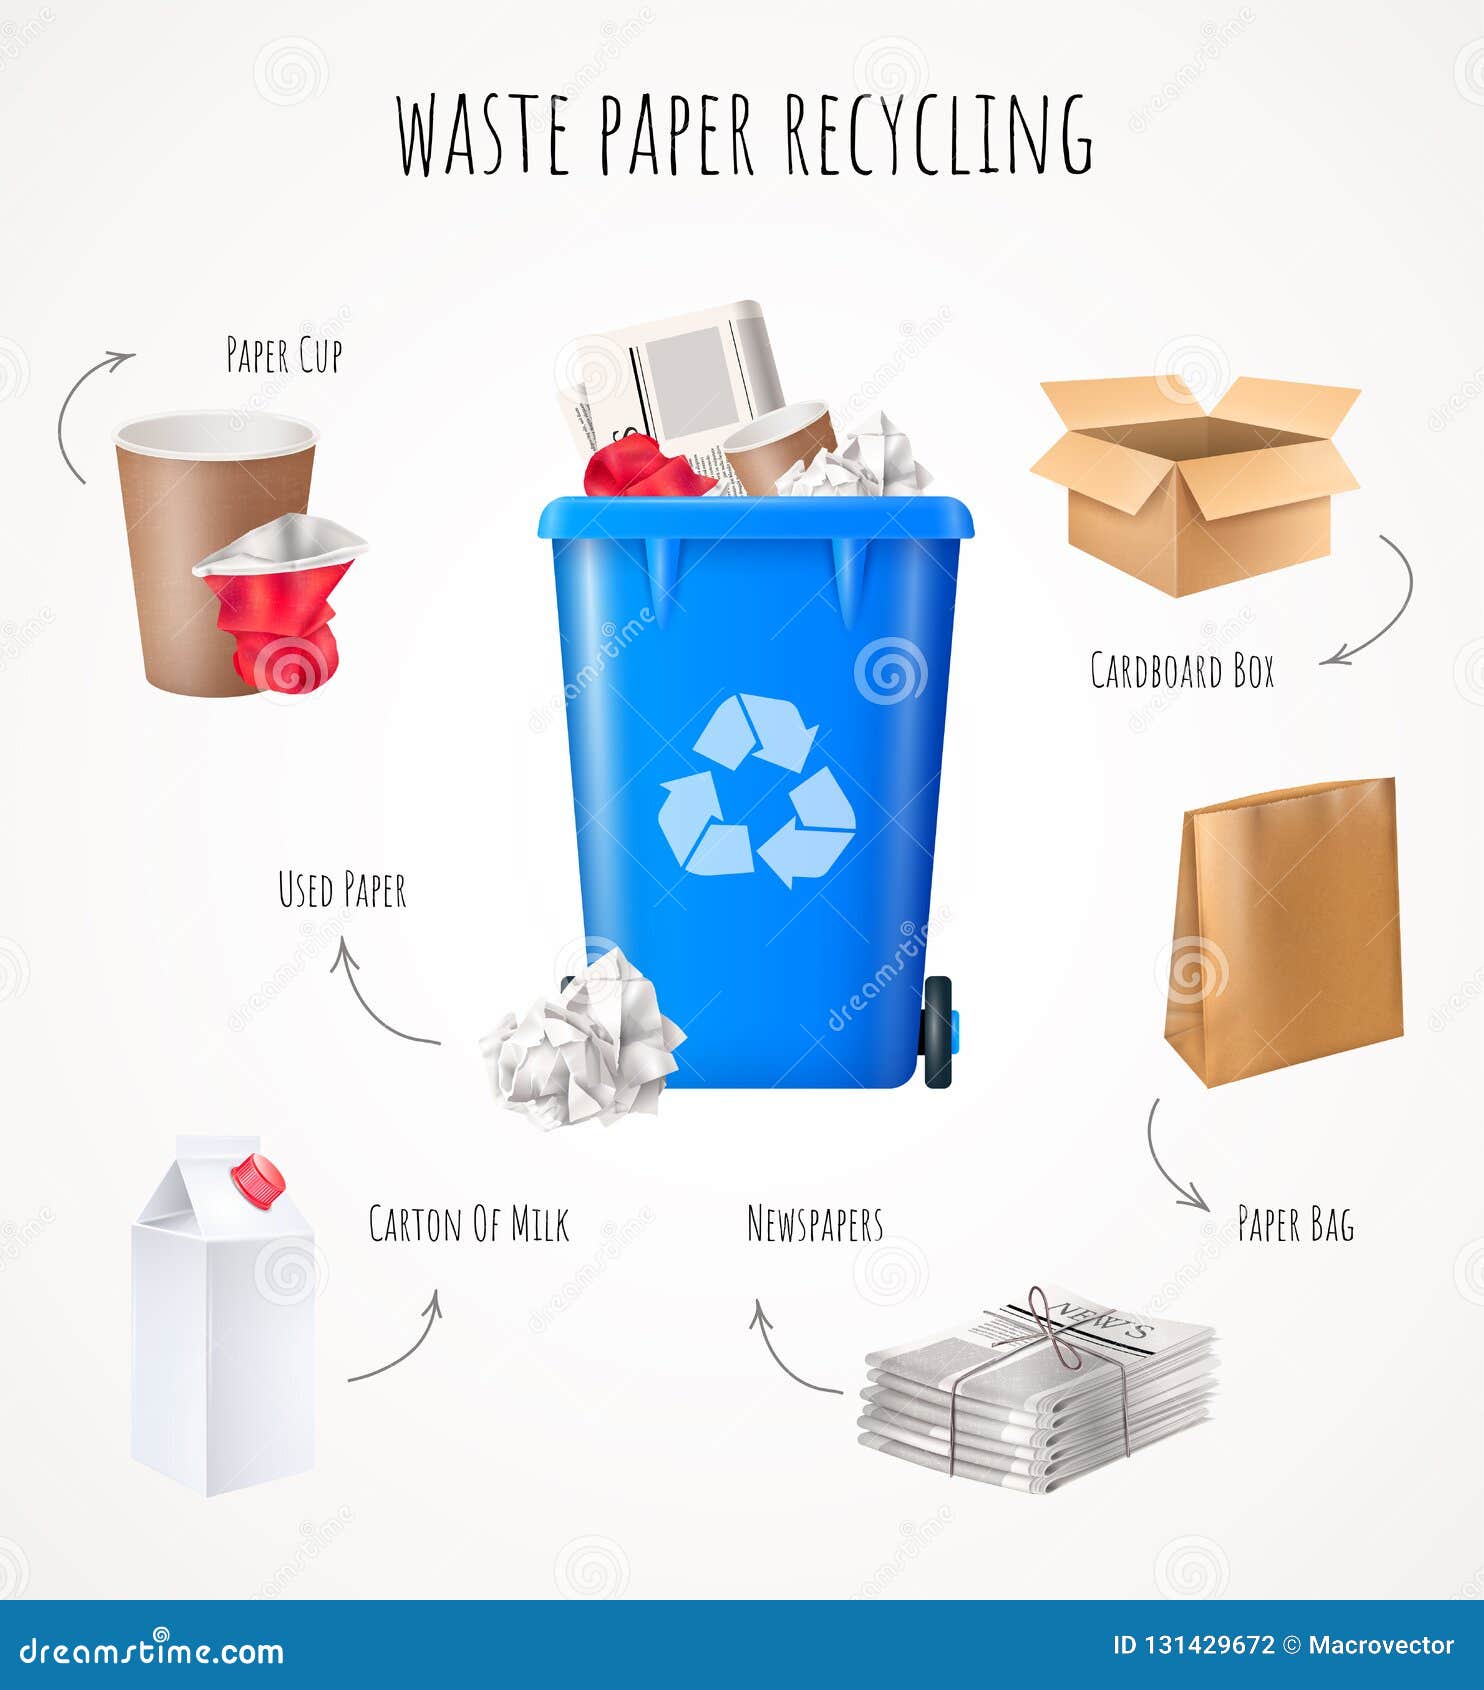 WASTE PAPER RECYCLING
PAPER CUP
CARDBOARD BOX
USED PAPER
CARTON OF MILK
NEWSPAPERS
PAPER BAG
NEWS
dreamstime.com
ID 131429672 © Macrovector